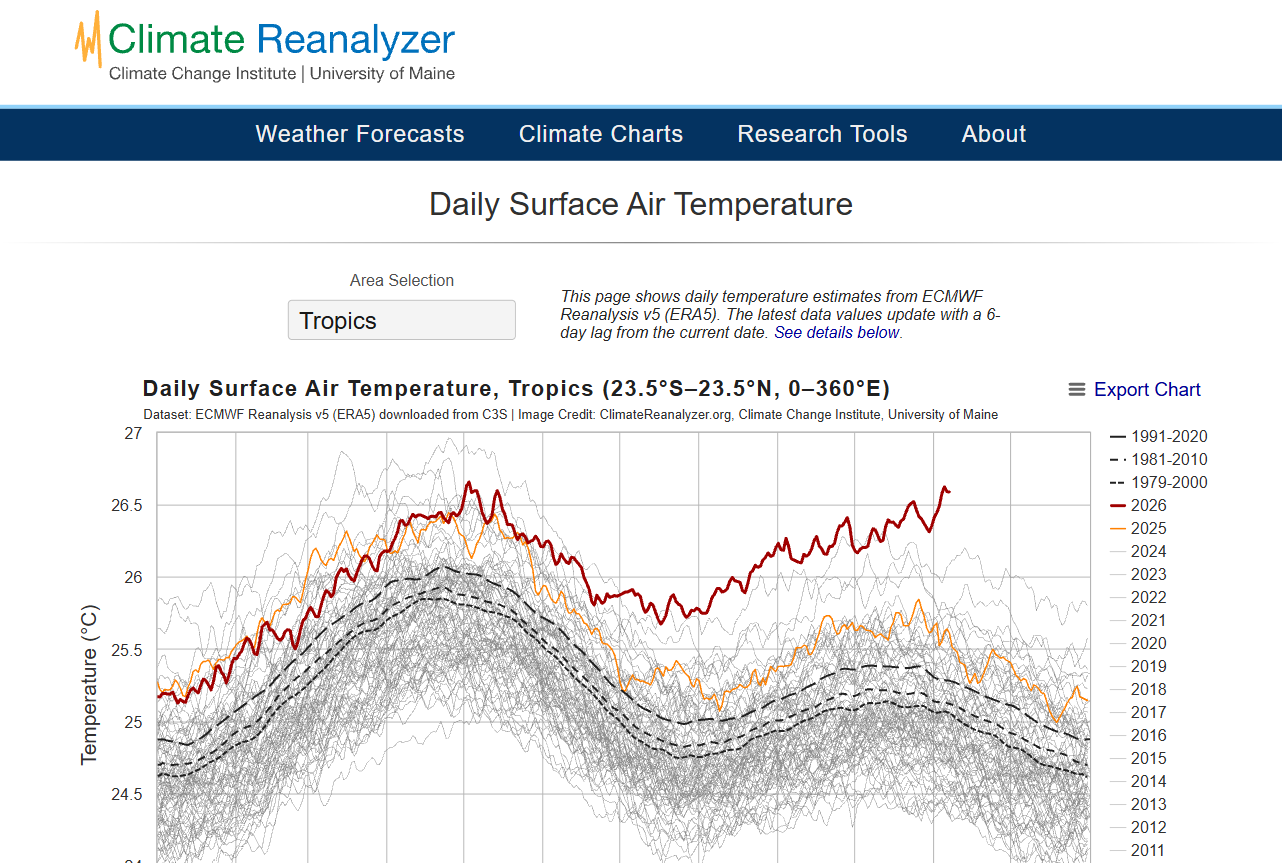 Climate Reanalyzer
Climate Change Institute | University of Maine
Weather Forecasts Climate Charts Research Tools About
Daily Surface Air Temperature
Area Selection
Tropics
This page shows daily temperature estimates from ECMWF
Reanalysis v5 (ERA5). The latest data values update with a 6-
day lag from the current date. See details below.
Daily Surface Air Temperature, Tropics (23.5°S–23.5°N, 0–360°E)
Export Chart
Dataset: ECMWF Reanalysis v5 (ERA5) downloaded from C3S | Image Credit: ClimateReanalyzer.org, Climate Change Institute, University of Maine
Temperature (°C)
27
26.5
26
25.5
25
24.5
1991-2020
1981-2010
1979-2000
2026
2025
2024
2023
2022
2021
2020
2019
2018
2017
2016
2015
2014
2013
2012
2011